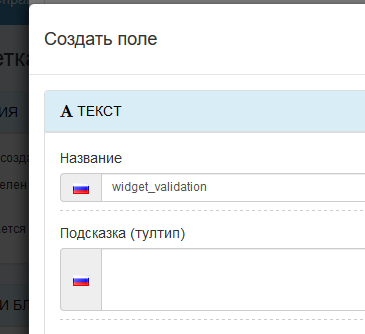 Создать поле
A ТЕКСТ
Название
widget_validation
Подсказка (тултип)